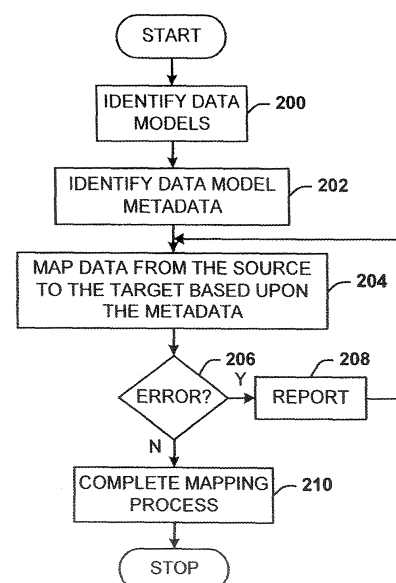 START
IDENTIFY DATA
MODELS
200
IDENTIFY DATA MODEL
METADATA
202
MAP DATA FROM THE SOURCE
TO THE TARGET BASED UPON
THE METADATA
204
206
ERROR?
Y
208
REPORT
N
COMPLETE MAPPING
PROCESS
210
STOP